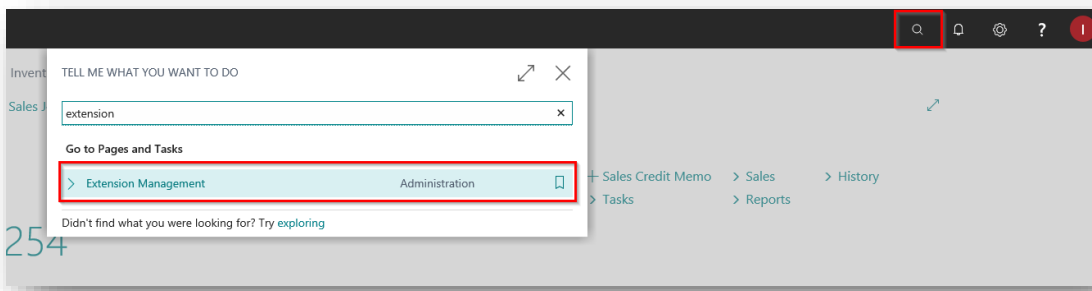 ?
I
Invent
TELL ME WHAT YOU WANT TO DO
Sales J
extension
Go to Pages and Tasks
Extension Management Administration
+ Sales Credit Memo > Sales > History
> Tasks > Reports
Didn't find what you were looking for? Try exploring
254